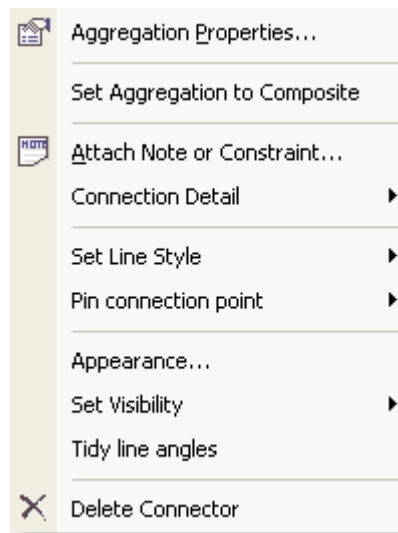 Aggregation Properties...
Set Aggregation to Composite
NOTE
Attach Note or Constraint...
Connection Detail
Set Line Style
Pin connection point
Appearance...
Set Visibility
Tidy line angles
Delete Connector